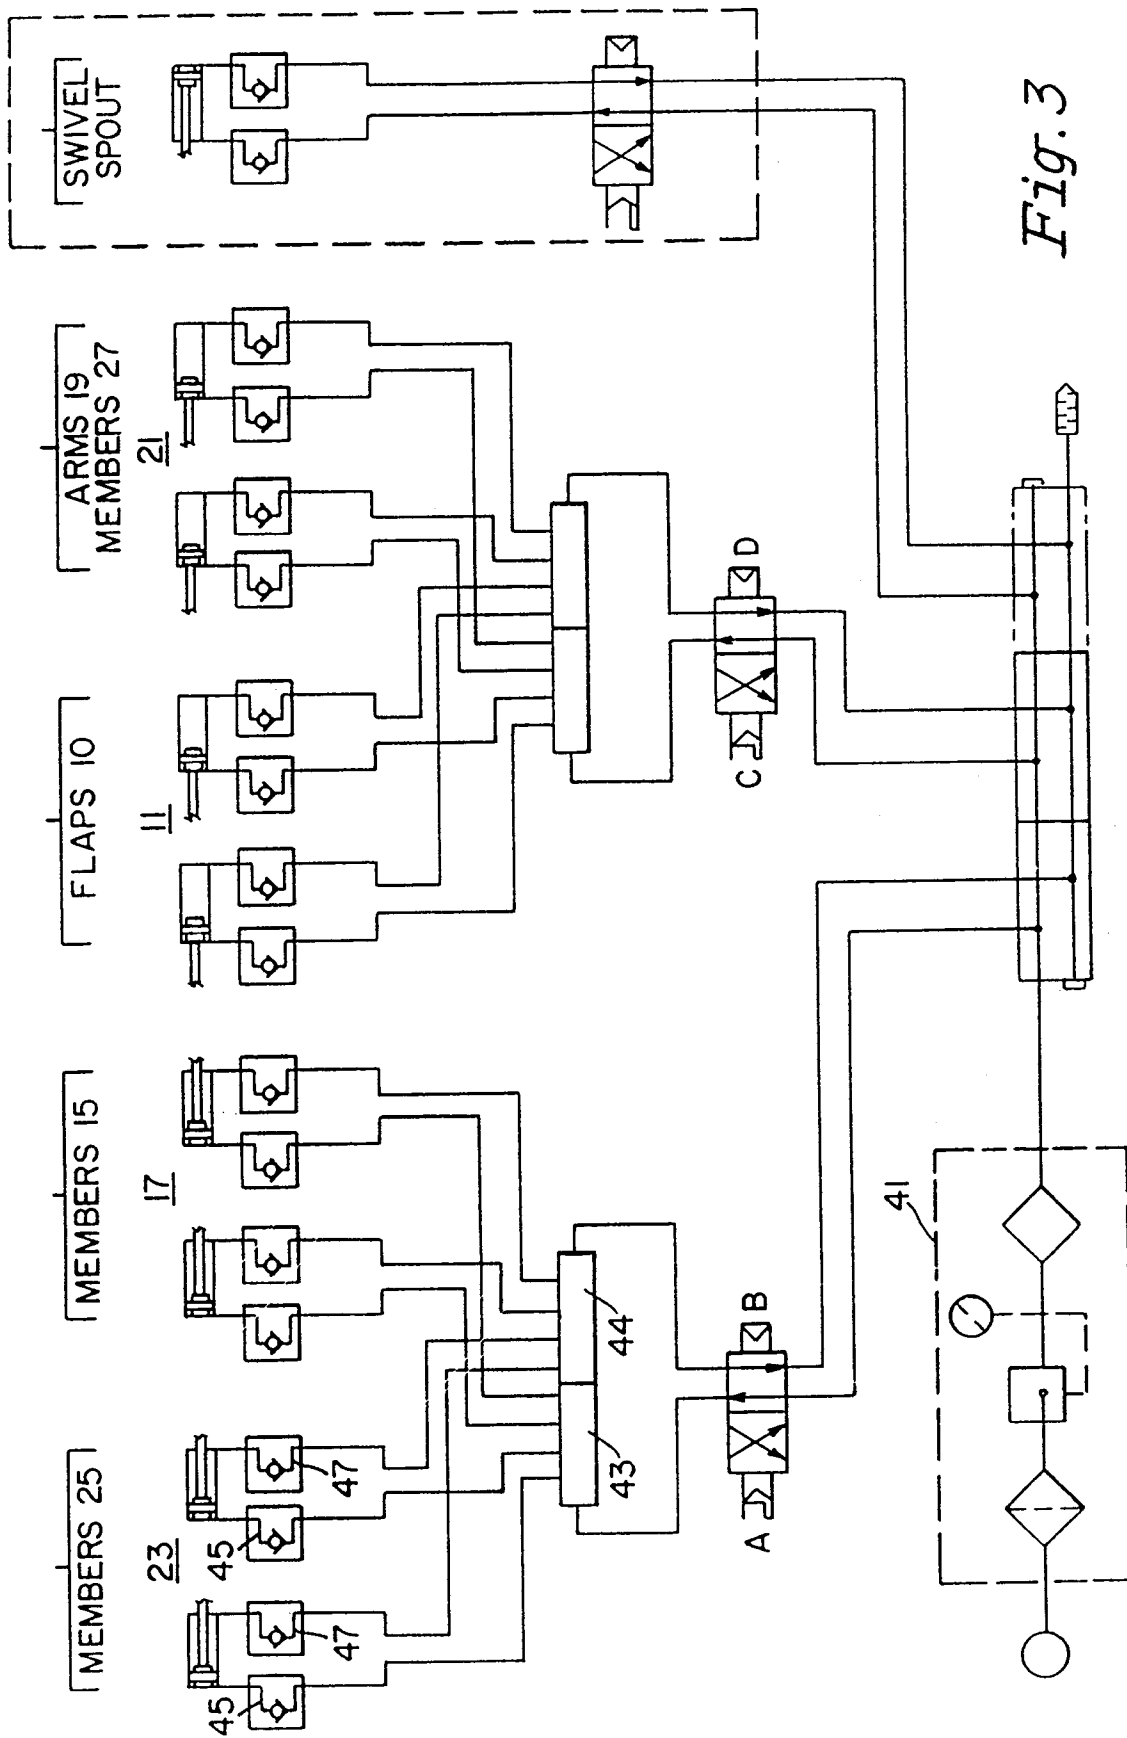 MEMBERS 25
MEMBERS 15
FLAPS 10
ARMS 19
MEMBERS 27
SWIVEL
SPOUT
23
17
11
21
45
47
45
47
43
44
A
B
C
D
41
Fig. 3